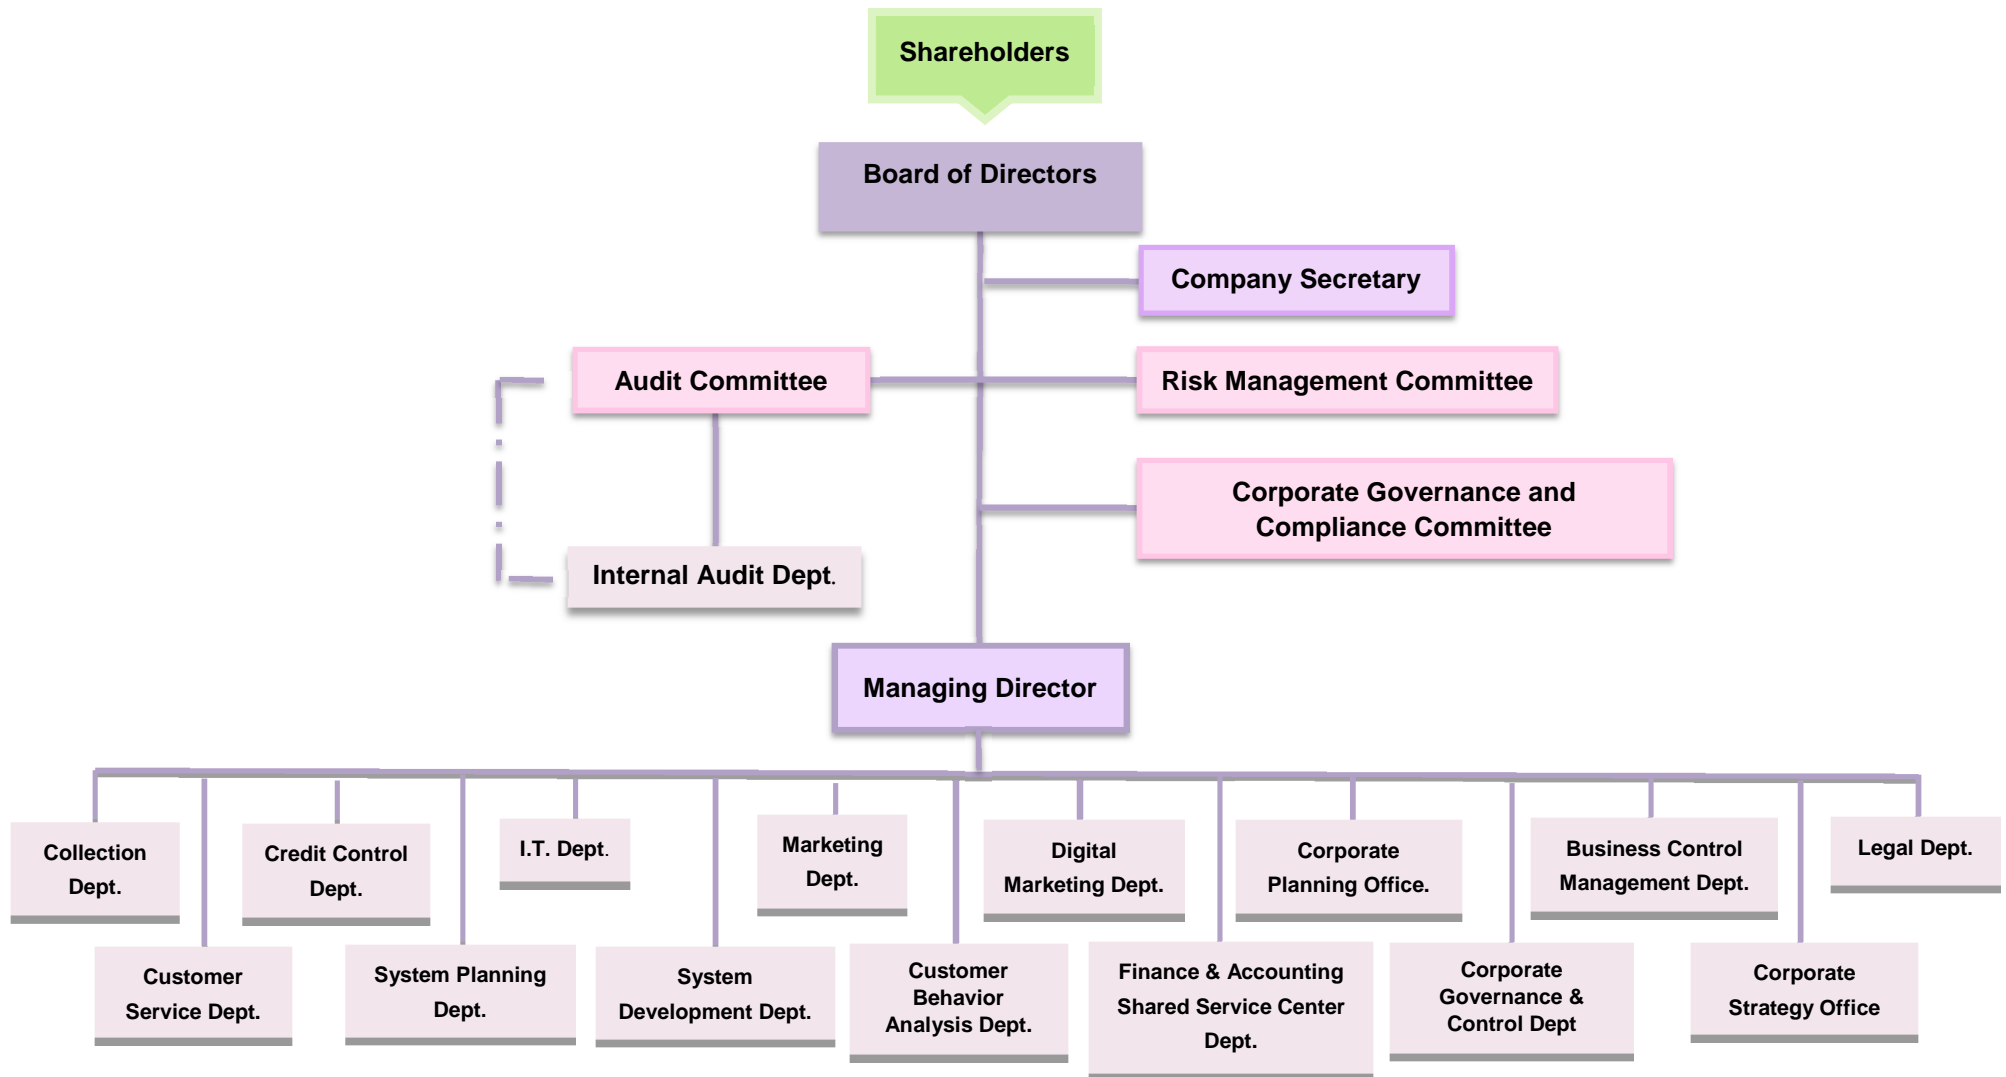 Shareholders
Board of Directors
Company Secretary
Audit Committee
Risk Management Committee
Corporate Governance and
Compliance Committee
Internal Audit Dept.
Managing Director
Collection
Dept.
Credit Control
Dept.
I.T. Dept.
Marketing
Dept.
Digital
Marketing Dept.
Corporate
Planning Office.
Business Control
Management Dept.
Legal Dept.
Customer
Service Dept.
System Planning
Dept.
System
Development Dept.
Customer
Behavior
Analysis Dept.
Finance & Accounting
Shared Service Center
Dept.
Corporate
Governance &
Control Dept
Corporate
Strategy Office